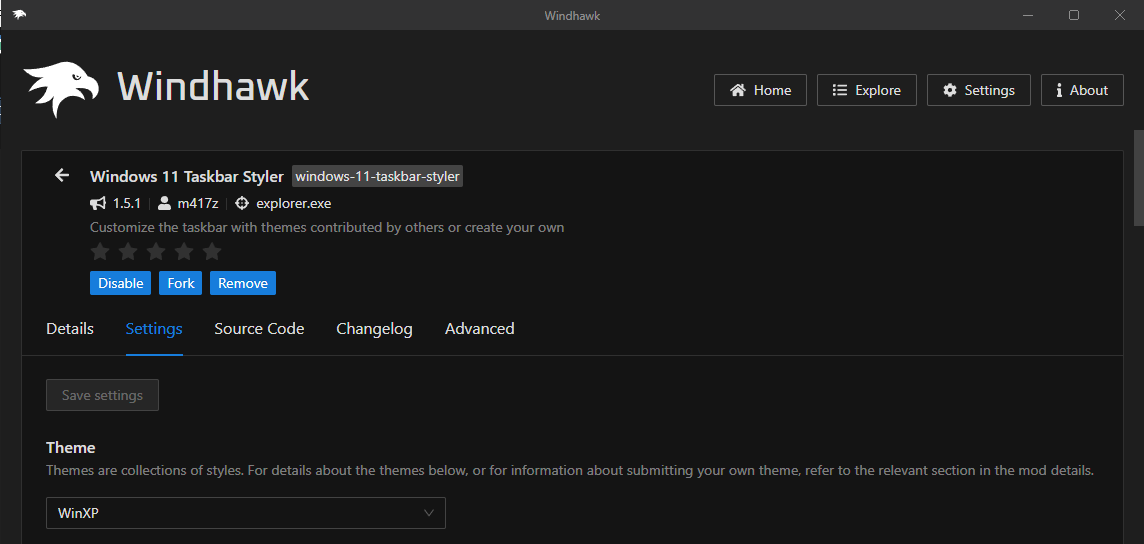 Windhawk
Windhawk
Home Explore Settings About
Windows 11 Taskbar Styler windows-11-taskbar-styler
1.5.1 m417z explorer.exe
Customize the taskbar with themes contributed by others or create your own
Disable Fork Remove
Details Settings Source Code Changelog Advanced
Save settings
Theme
Themes are collections of styles. For details about the themes below, or for information about submitting your own theme, refer to the relevant section in the mod details.
WinXP